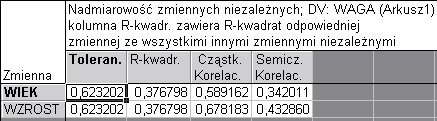 Nadmiarowość zmiennych niezależnych; DV: WAGA (Arkusz1)
kolumna R-kwadr. zawiera R-kwadrat odpowiedniej
zmiennej ze wszystkimi innymi zmiennymi niezależnymi
Zmienna Toleran. R-kwadr. Cząstk. Korelac. Semicz. Korelac.
WIEK 0,623202 0,376798 0,589162 0,342011
WZROST 0,623202 0,376798 0,678183 0,432860